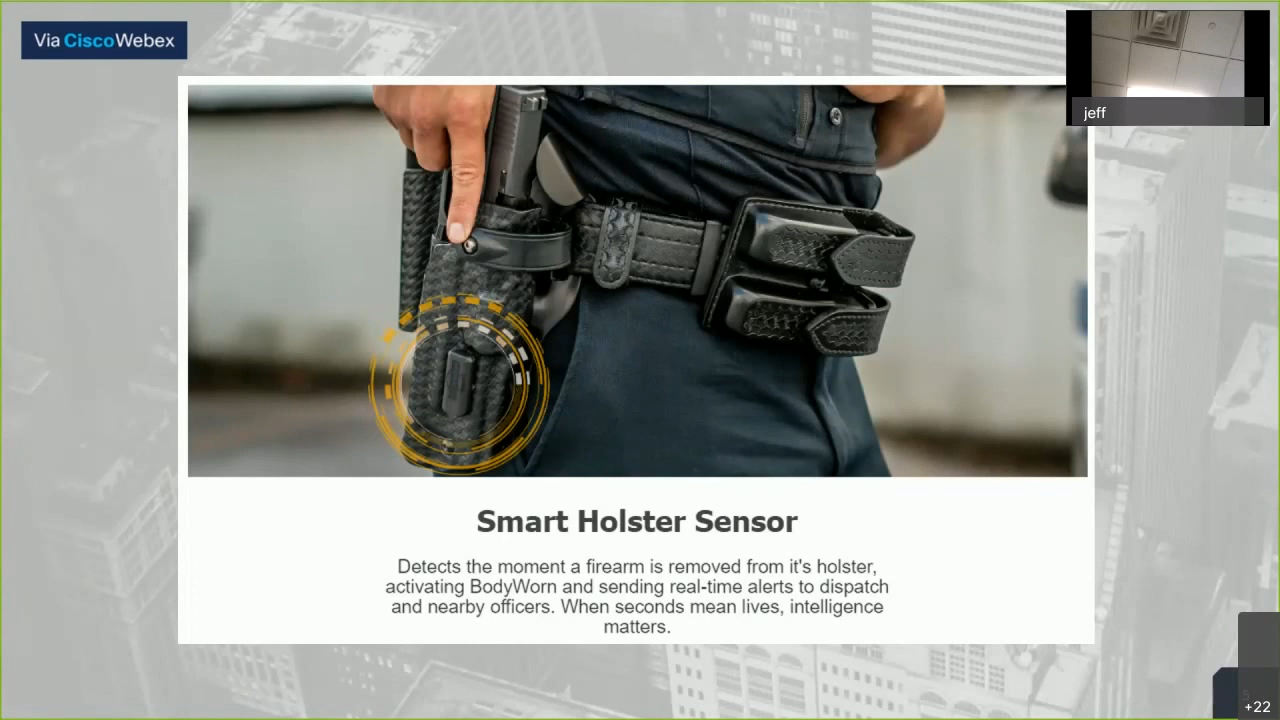 Via Cisco Webex
jeff
Smart Holster Sensor
Detects the moment a firearm is removed from it's holster,
activating BodyWorn and sending real-time alerts to dispatch
and nearby officers. When seconds mean lives, intelligence
matters.
+22